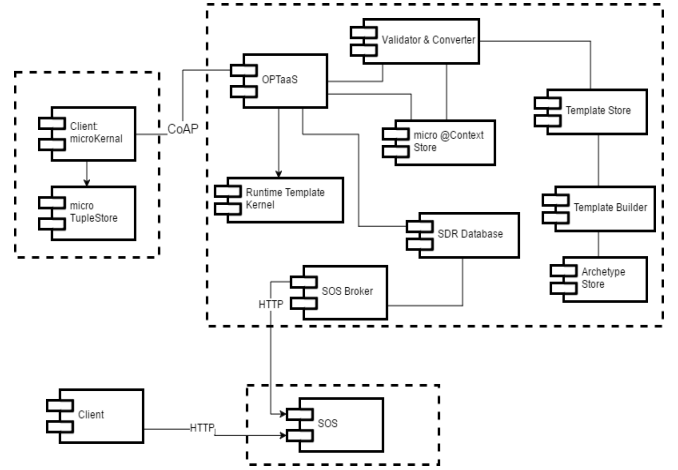 Validator & Converter
OPTaaS
Client:
microKernal
CoAP
micro @Context
Store
Template Store
micro
TupleStore
Runtime Template
Kernel
Template Builder
SDR Database
Archetype
Store
SOS Broker
HTTP
Client
HTTP
SOS